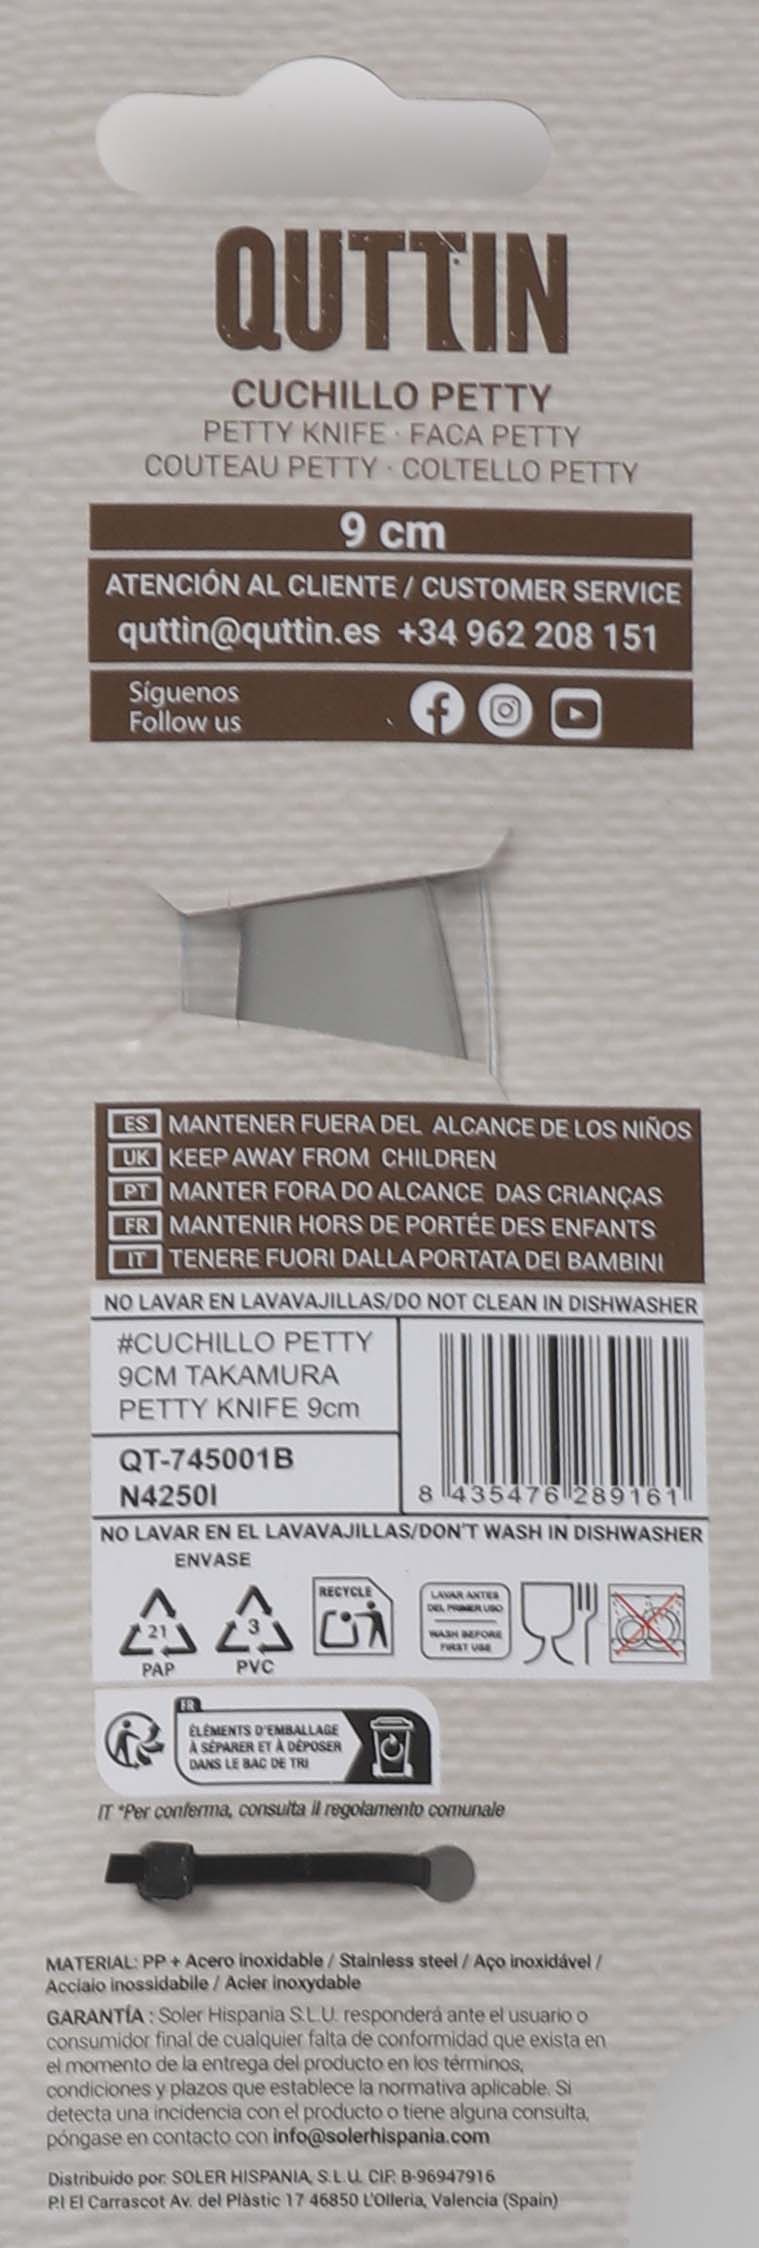 QUTTIN
CUCHILLO PETTY
PETTY KNIFE · FACA PETTY
COUTEAU PETTY · COLTELLO PETTY
9 cm
ATENCIÓN AL CLIENTE / CUSTOMER SERVICE
quttin@quttin.es +34 962 208 151
Síguenos
Follow us
ES MANTENER FUERA DEL ALCANCE DE LOS NIÑOS
UK KEEP AWAY FROM CHILDREN
PT MANTER FORA DO ALCANCE DAS CRIANÇAS
FR MANTENIR HORS DE PORTÉE DES ENFANTS
IT TENERE FUORI DALLA PORTATA DEI BAMBINI
NO LAVAR EN LAVAVAJILLAS/DO NOT CLEAN IN DISHWASHER
#CUCHILLO PETTY
9CM TAKAMURA
PETTY KNIFE 9cm
QT-745001B
N4250I
8 435476 289161
NO LAVAR EN EL LAVAVAJILLAS/DON'T WASH IN DISHWASHER
ENVASE
21
PAP
3
PVC
RECYCLE
LAVAR ANTES
DEL PRIMER USO
WASH BEFORE
FIRST USE
FR
ÉLÉMENTS D'EMBALLAGE
À SÉPARER ET À DÉPOSER
DANS LE BAC DE TRI
IT *Per conferma, consulta il regolamento comunale
MATERIAL: PP + Acero inoxidable / Stainless steel / Aço inoxidável /
Acciaio inossidabile / Acier inoxydable
GARANTÍA : Soler Hispania S.L.U. responderá ante el usuario o
consumidor final de cualquier falta de conformidad que exista en
el momento de la entrega del producto en los términos,
condiciones y plazos que establece la normativa aplicable. Si
detecta una incidencia con el producto o tiene alguna consulta,
póngase en contacto con info@solerhispania.com
Distribuido por: SOLER HISPANIA, S.L.U. CIF: B-96947916
P.I El Carrascot Av. del Plàstic 17 46850 L'Olleria, Valencia (Spain)